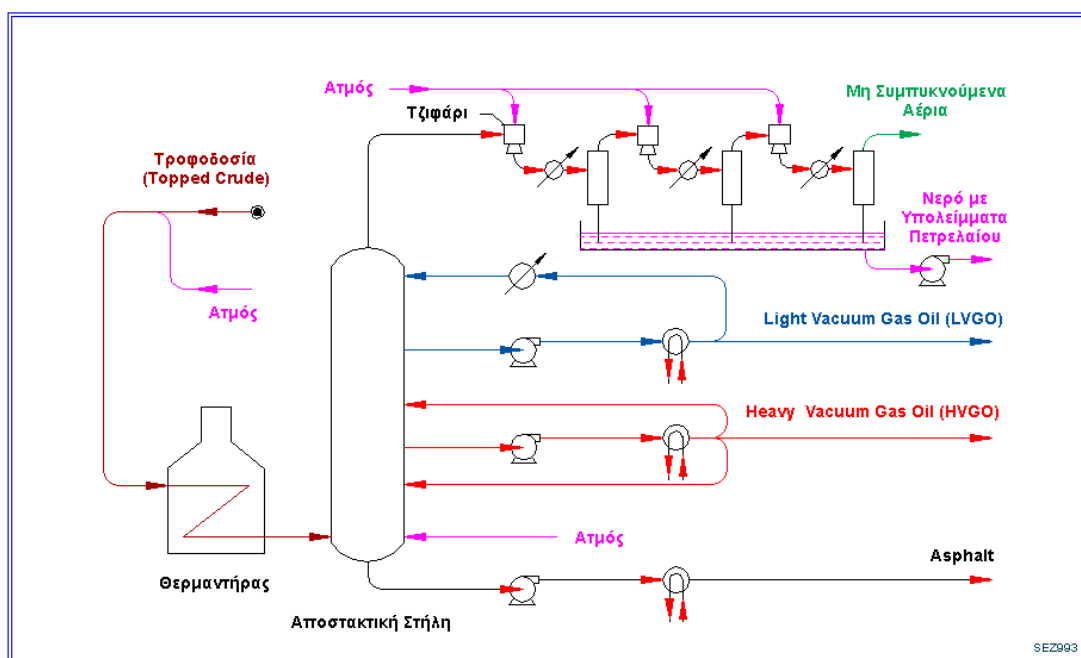 Ατμός
Τζιφάρι
Μη Συμπυκνούμενα
Αέρια
Τροφοδοσία
(Topped Crude)
Νερό με
Υπολείμματα
Πετρελαίου
Ατμός
Light Vacuum Gas Oil (LVGO)
Heavy Vacuum Gas Oil (HVGO)
Ατμός
Asphalt
Θερμαντήρας
Αποστακτική Στήλη
SEZ993